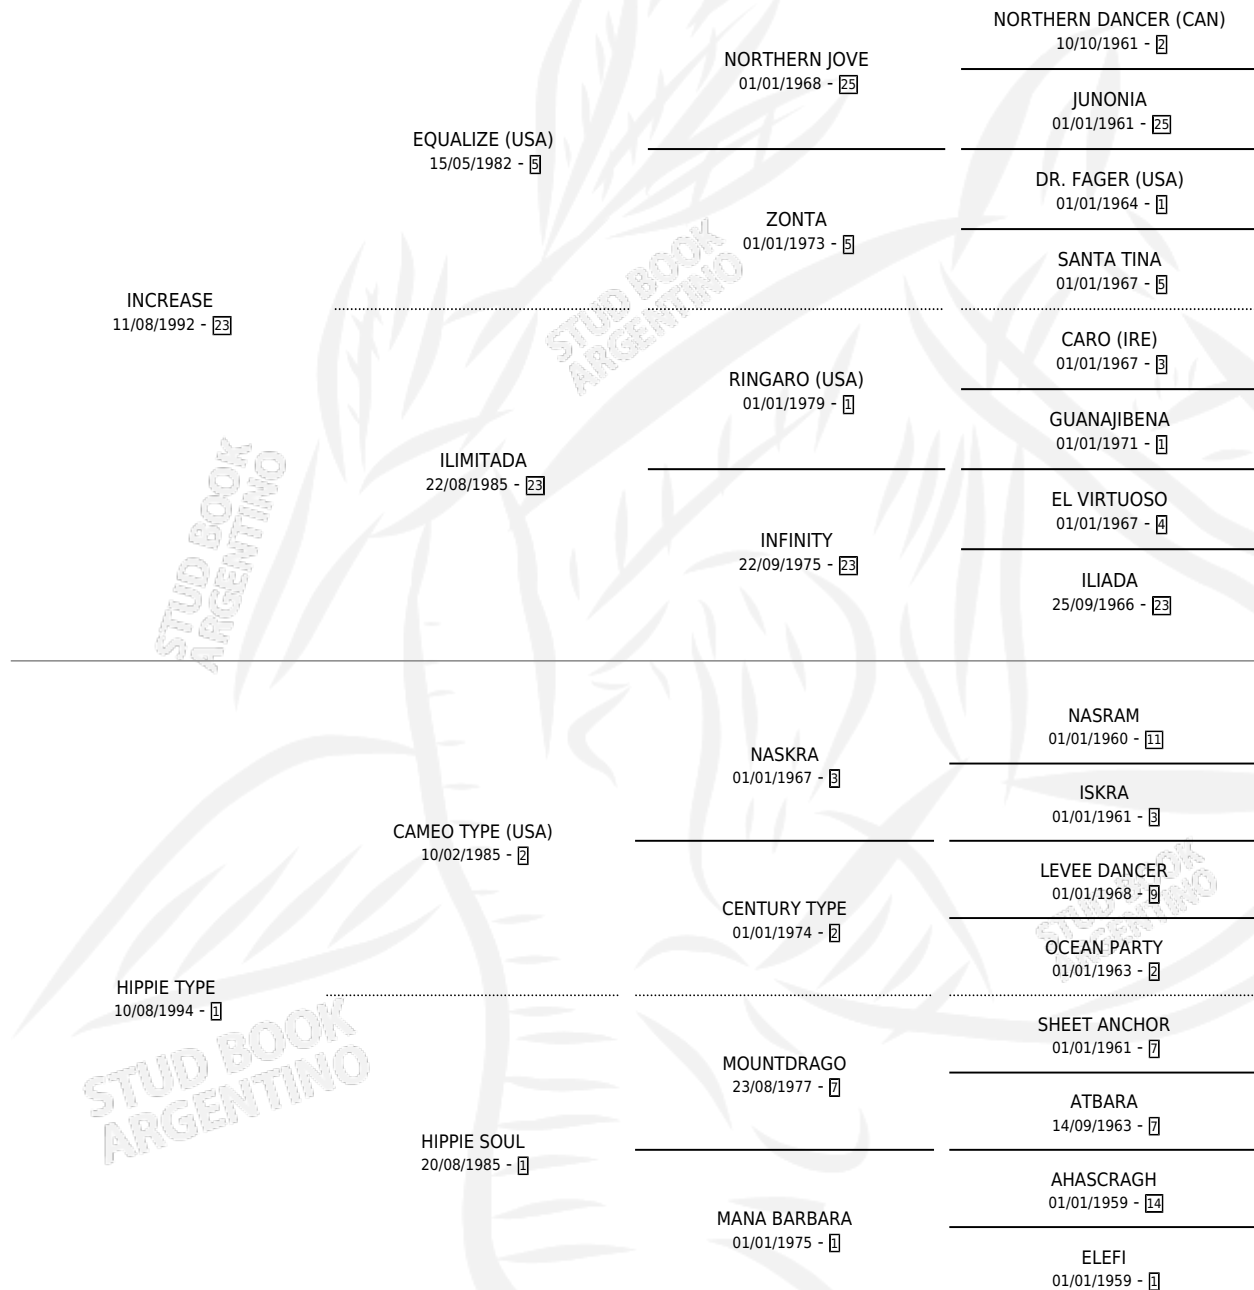 NORTHERN DANCER (CAN)
10/10/1961 - 2
NORTHERN JOVE
01/01/1968 - 25
JUNONIA
01/01/1961 - 25
EQUALIZE (USA)
15/05/1982 - 5
DR. FAGER (USA)
01/01/1964 - 1
ZONTA
01/01/1973 - 5
SANTA TINA
01/01/1967 - 5
INCREASE
11/08/1992 - 23
CARO (IRE)
01/01/1967 - 3
RINGARO (USA)
01/01/1979 - 1
GUANAJIBENA
01/01/1971 - 1
ILIMITADA
22/08/1985 - 23
EL VIRTUOSO
01/01/1967 - 4
INFINITY
22/09/1975 - 23
ILIADA
25/09/1966 - 23
NASRAM
01/01/1960 - 11
NASKRA
01/01/1967 - 3
ISKRA
01/01/1961 - 3
CAMEO TYPE (USA)
10/02/1985 - 2
LEVEE DANCER
01/01/1968 - 9
CENTURY TYPE
01/01/1974 - 2
OCEAN PARTY
01/01/1963 - 2
HIPPIE TYPE
10/08/1994 - 1
SHEET ANCHOR
01/01/1961 - 7
MOUNTDRAGO
23/08/1977 - 7
ATBARA
14/09/1963 - 7
HIPPIE SOUL
20/08/1985 - 1
AHASCRAGH
01/01/1959 - 14
MANA BARBARA
01/01/1975 - 1
ELEFI
01/01/1959 - 1
STUD BOOK
ARGENTINO
STUD BOOK
ARGENTINO
STUD BOOK
ARGENTINO
STUD BOOK
ARGENTINO